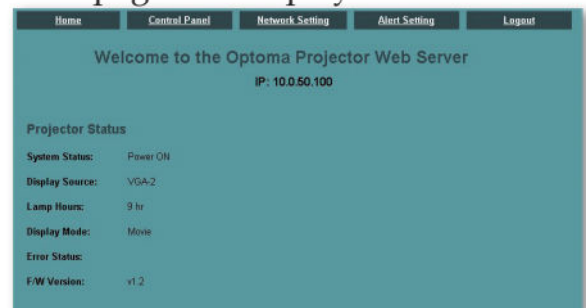 Home Control Panel Network Setting Alert Setting Logout
Welcome to the Optoma Projector Web Server
IP: 10.0.50.100
Projector Status
System Status: Power ON
Display Source: VGA-2
Lamp Hours: 9 hr
Display Mode: Movie
Error Status:
F/W Version: v1.2